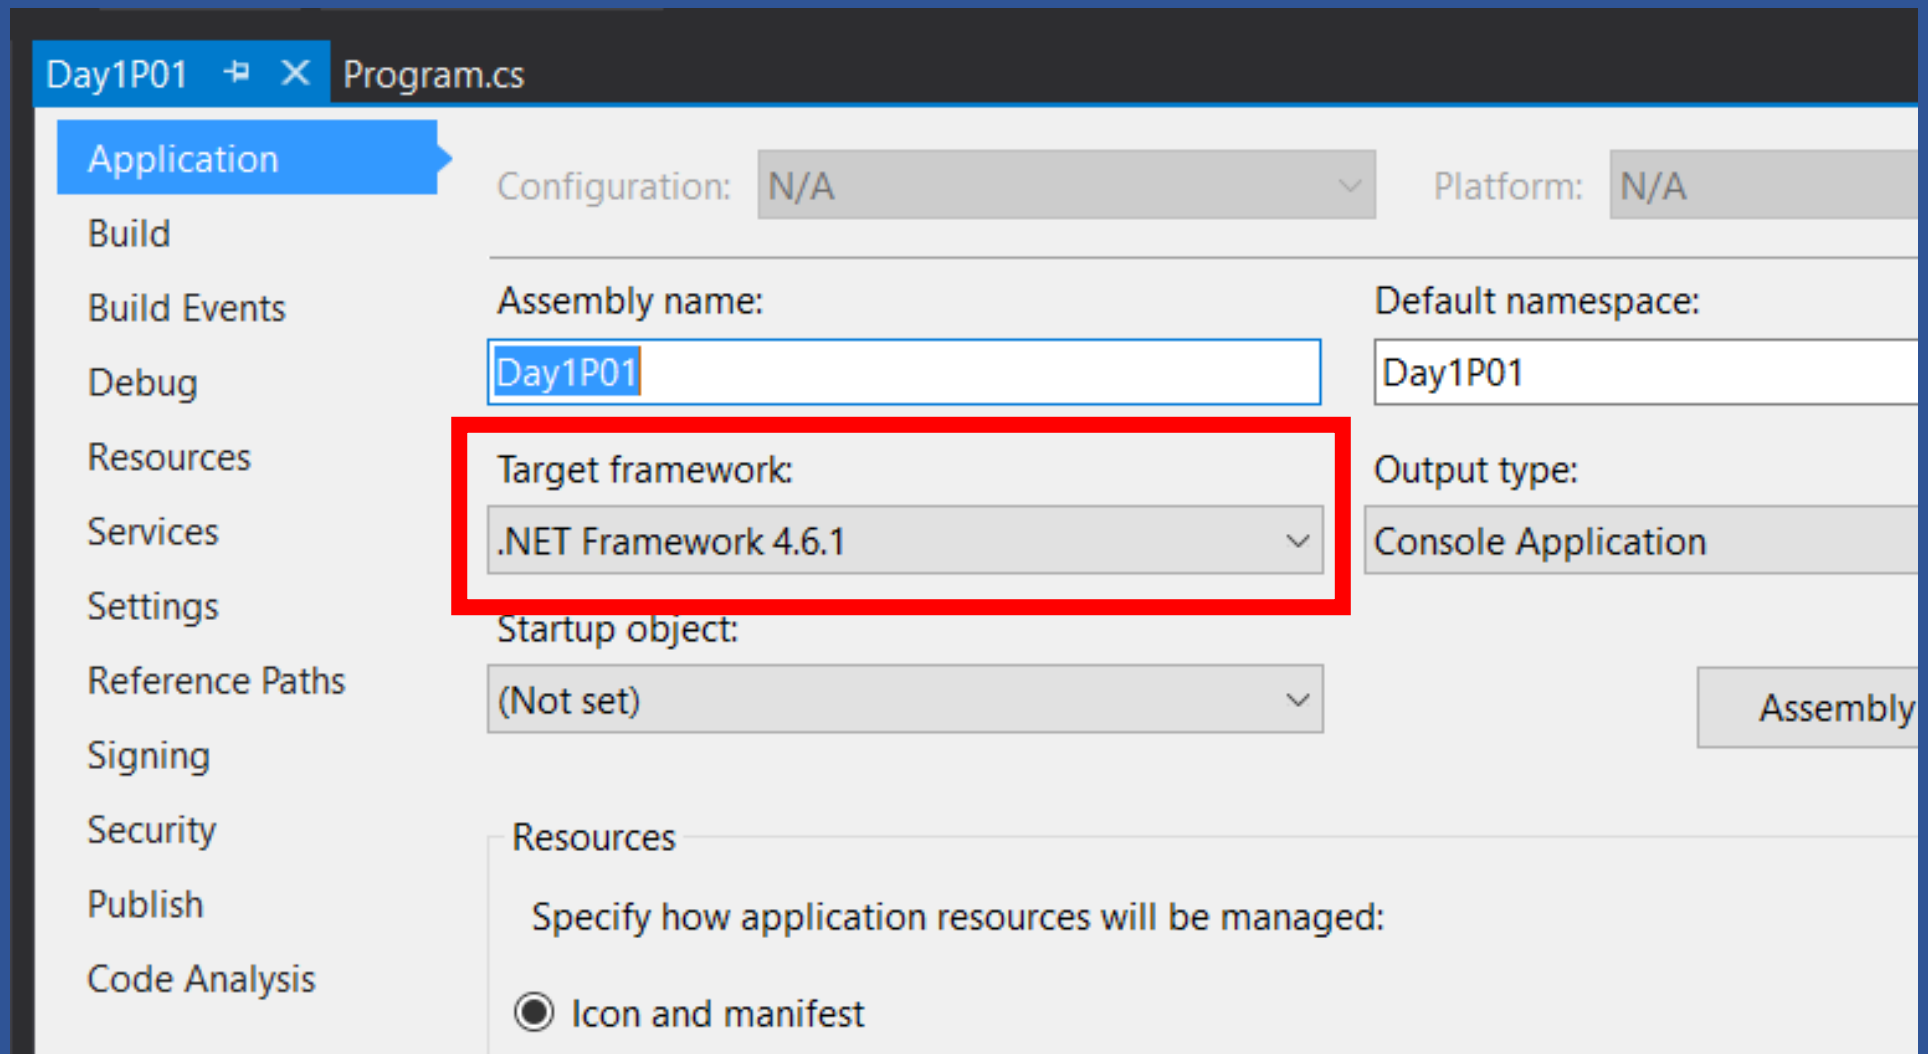 Day1P01
Program.cs
Application
Build
Build Events
Debug
Resources
Services
Settings
Reference Paths
Signing
Security
Publish
Code Analysis
Configuration: N/A Platform: N/A
Assembly name: Default namespace:
Day1P01 Day1P01
Target framework: Output type:
.NET Framework 4.6.1 Console Application
Startup object:
(Not set) Assembly
Resources
Specify how application resources will be managed:
Icon and manifest